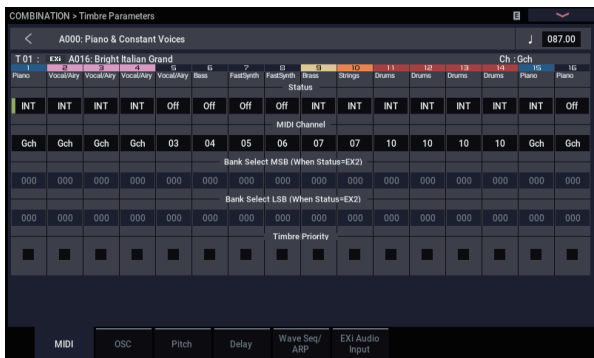 COMBINATION > Timbre Parameters E
A000: Piano & Constant Voices ♩ 087.00
T 01 : EXi A016: Bright Italian Grand Ch : Gch
1 2 3 4 5 6 7 8 9 10 11 12 13 14 15 16
Piano Vocal/Airy Vocal/Airy Vocal/Airy Vocal/Airy Bass FastSynth FastSynth Brass Strings Drums Drums Drums Drums Piano Piano
Status
INT INT INT INT Off Off Off Off INT INT INT INT INT INT INT Off
MIDI Channel
Gch Gch Gch Gch 03 04 05 06 07 07 10 10 10 10 Gch Gch
Bank Select MSB (When Status=EX2)
000 000 000 000 000 000 000 000 000 000 000 000 000 000 000 000
Bank Select LSB (When Status=EX2)
000 000 000 000 000 000 000 000 000 000 000 000 000 000 000 000
Timbre Priority
MIDI OSC Pitch Delay Wave Seq/ EXi Audio
ARP Input